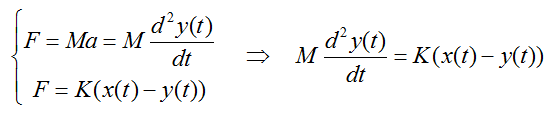 F = Ma = M d²y(t)/dt
F = K(x(t) − y(t))
⇒ M d²y(t)/dt = K(x(t) − y(t))